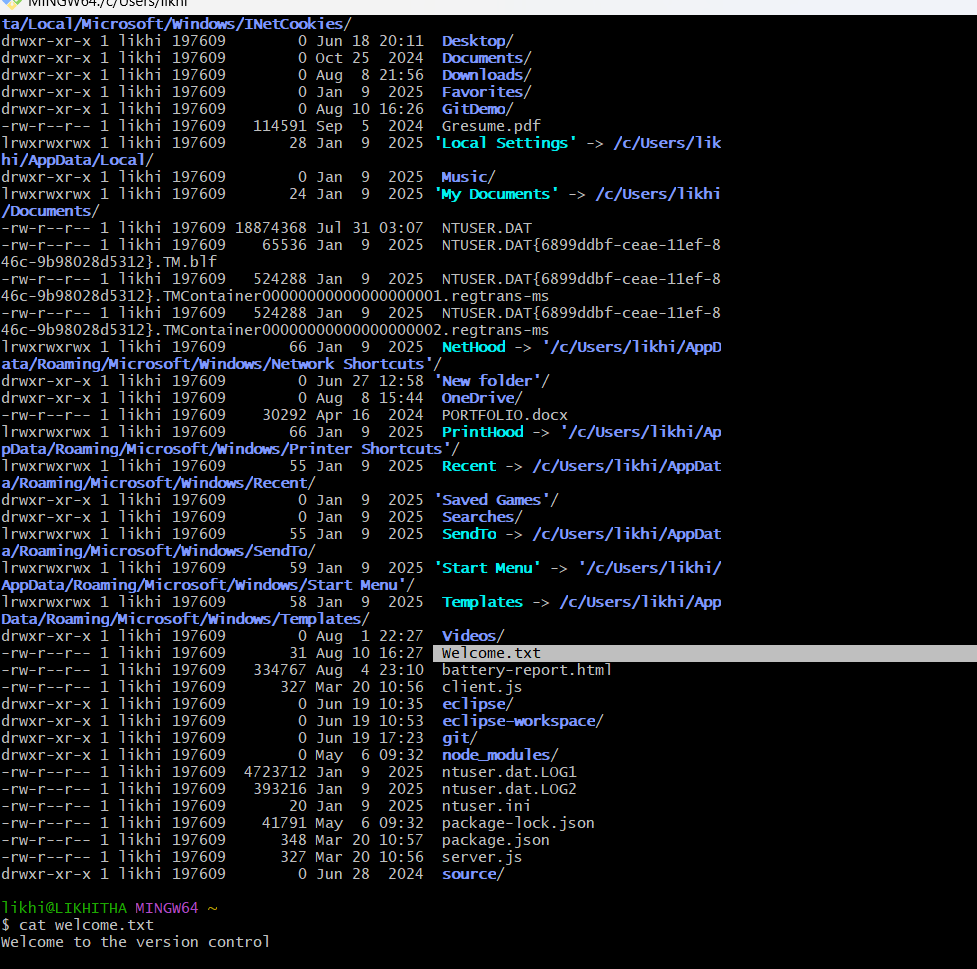 MINGW64:/c/Users/likhi
ta/Local/Microsoft/Windows/INetCookies/
drwxr-xr-x 1 likhi 197609        0 Jun 18 20:11  Desktop/
drwxr-xr-x 1 likhi 197609        0 Oct 25  2024  Documents/
drwxr-xr-x 1 likhi 197609        0 Aug  8 21:56  Downloads/
drwxr-xr-x 1 likhi 197609        0 Jan  9  2025  Favorites/
drwxr-xr-x 1 likhi 197609        0 Aug 10 16:26  GitDemo/
-rw-r--r-- 1 likhi 197609   114591 Sep  5  2024  Gresume.pdf
lrwxrwxrwx 1 likhi 197609       28 Jan  9  2025 'Local Settings' -> /c/Users/lik
hi/AppData/Local/
drwxr-xr-x 1 likhi 197609        0 Jan  9  2025  Music/
lrwxrwxrwx 1 likhi 197609       24 Jan  9  2025 'My Documents' -> /c/Users/likhi
/Documents/
-rw-r--r-- 1 likhi 197609 18874368 Jul 31 03:07  NTUSER.DAT
-rw-r--r-- 1 likhi 197609    65536 Jan  9  2025  NTUSER.DAT{6899ddbf-ceae-11ef-8
46c-9b98028d5312}.TM.blf
-rw-r--r-- 1 likhi 197609   524288 Jan  9  2025  NTUSER.DAT{6899ddbf-ceae-11ef-8
46c-9b98028d5312}.TMContainer00000000000000000001.regtrans-ms
-rw-r--r-- 1 likhi 197609   524288 Jan  9  2025  NTUSER.DAT{6899ddbf-ceae-11ef-8
46c-9b98028d5312}.TMContainer00000000000000000002.regtrans-ms
lrwxrwxrwx 1 likhi 197609       66 Jan  9  2025  NetHood -> '/c/Users/likhi/AppD
ata/Roaming/Microsoft/Windows/Network Shortcuts'/
drwxr-xr-x 1 likhi 197609        0 Jun 27 12:58 'New folder'/
drwxr-xr-x 1 likhi 197609        0 Aug  8 15:44  OneDrive/
-rw-r--r-- 1 likhi 197609    30292 Apr 16  2024  PORTFOLIO.docx
lrwxrwxrwx 1 likhi 197609       66 Jan  9  2025  PrintHood -> '/c/Users/likhi/Ap
pData/Roaming/Microsoft/Windows/Printer Shortcuts'/
lrwxrwxrwx 1 likhi 197609       55 Jan  9  2025  Recent -> /c/Users/likhi/AppDat
a/Roaming/Microsoft/Windows/Recent/
drwxr-xr-x 1 likhi 197609        0 Jan  9  2025 'Saved Games'/
drwxr-xr-x 1 likhi 197609        0 Jan  9  2025  Searches/
lrwxrwxrwx 1 likhi 197609       55 Jan  9  2025  SendTo -> /c/Users/likhi/AppDat
a/Roaming/Microsoft/Windows/SendTo/
lrwxrwxrwx 1 likhi 197609       59 Jan  9  2025 'Start Menu' -> '/c/Users/likhi/
AppData/Roaming/Microsoft/Windows/Start Menu'/
lrwxrwxrwx 1 likhi 197609       58 Jan  9  2025  Templates -> /c/Users/likhi/App
Data/Roaming/Microsoft/Windows/Templates/
drwxr-xr-x 1 likhi 197609        0 Aug  1 22:27  Videos/
-rw-r--r-- 1 likhi 197609       31 Aug 10 16:27  Welcome.txt
-rw-r--r-- 1 likhi 197609   334767 Aug  4 23:10  battery-report.html
-rw-r--r-- 1 likhi 197609      327 Mar 20 10:56  client.js
drwxr-xr-x 1 likhi 197609        0 Jun 19 10:35  eclipse/
drwxr-xr-x 1 likhi 197609        0 Jun 19 10:53  eclipse-workspace/
drwxr-xr-x 1 likhi 197609        0 Jun 19 17:23  git/
drwxr-xr-x 1 likhi 197609        0 May  6 09:32  node_modules/
-rw-r--r-- 1 likhi 197609  4723712 Jan  9  2025  ntuser.dat.LOG1
-rw-r--r-- 1 likhi 197609   393216 Jan  9  2025  ntuser.dat.LOG2
-rw-r--r-- 1 likhi 197609       20 Jan  9  2025  ntuser.ini
-rw-r--r-- 1 likhi 197609    41791 May  6 09:32  package-lock.json
-rw-r--r-- 1 likhi 197609      348 Mar 20 10:57  package.json
-rw-r--r-- 1 likhi 197609      327 Mar 20 10:56  server.js
drwxr-xr-x 1 likhi 197609        0 Jun 28  2024  source/
likhi@LIKHITHA MINGW64 ~
$ cat welcome.txt
Welcome to the version control